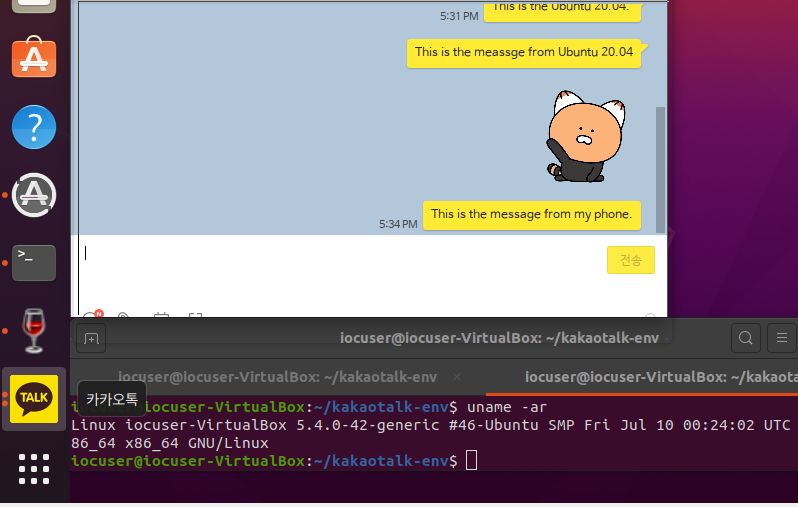 This is the Ubuntu 20.04.
5:31 PM
This is the meassge from Ubuntu 20.04
This is the message from my phone.
5:34 PM
전송
N
iocuser@iocuser-VirtualBox: ~/kakaotalk-env
iocuser@iocuser-VirtualBox: ~/kakaotalk-env ×
iocuser@iocuser-VirtualBox: ~/kakaota
TALK
카카오톡
iocuser-VirtualBox:~/kakaotalk-env$ uname -ar
Linux iocuser-VirtualBox 5.4.0-42-generic #46-Ubuntu SMP Fri Jul 10 00:24:02 UTC
86_64 x86_64 GNU/Linux
iocuser@iocuser-VirtualBox:~/kakaotalk-env$